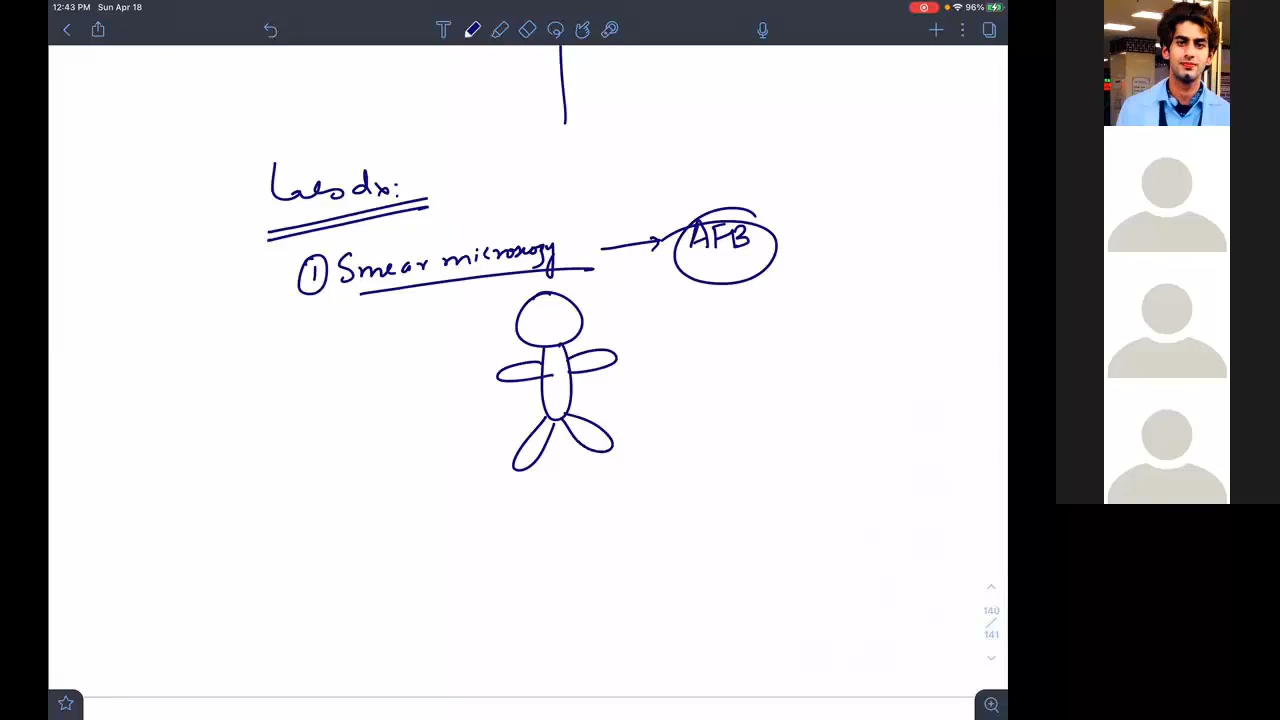 12:43 PM Sun Apr 18
96%
T
Lab dx:
① Smear microscopy → AFB
140
/
141